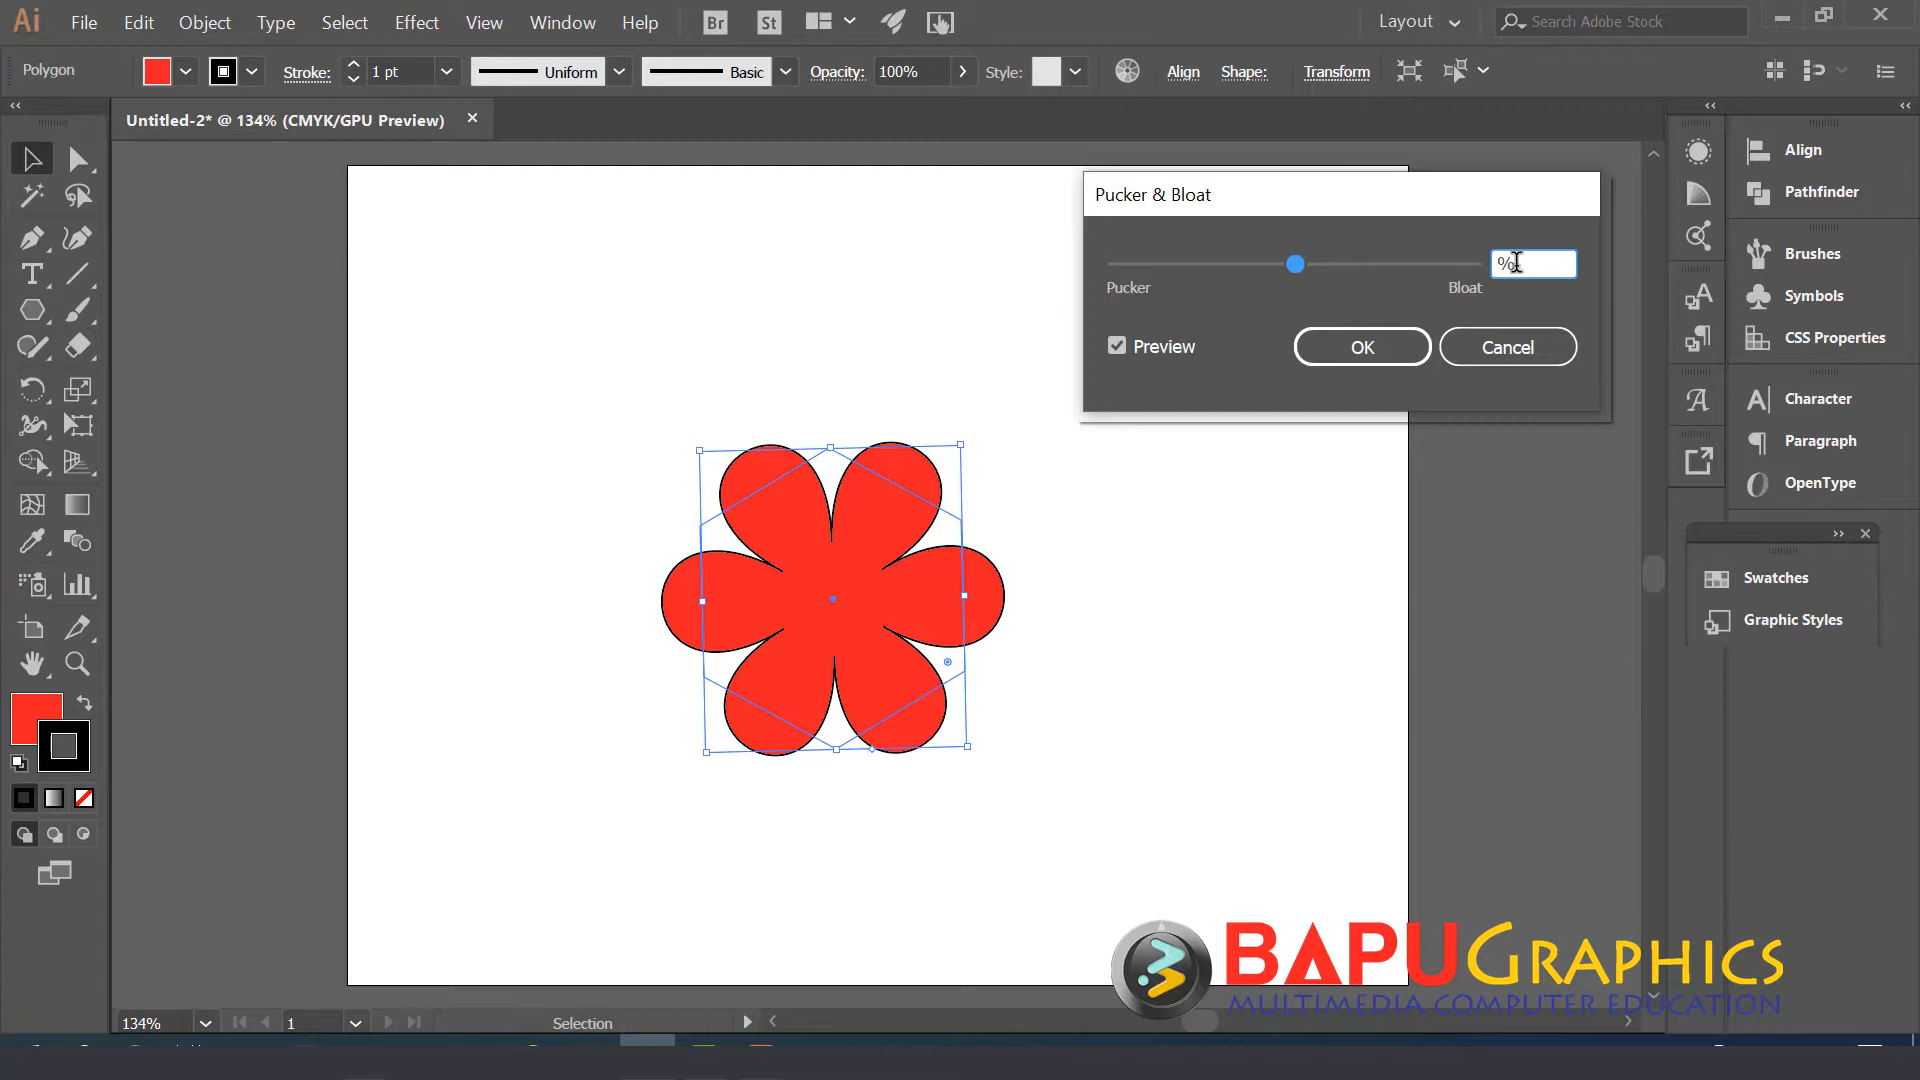 Ai File Edit Object Type Select Effect View Window Help Br St Layout Search Adobe Stock
Polygon Stroke: 1 pt Uniform Basic Opacity: 100% Style: Align Shape: Transform
Untitled-2* @ 134% (CMYK/GPU Preview)
Pucker & Bloat
%
Pucker Bloat
Preview OK Cancel
Align
Pathfinder
Brushes
Symbols
CSS Properties
Character
Paragraph
OpenType
Swatches
Graphic Styles
BAPU GRAPHICS
MULTIMEDIA COMPUTER EDUCATION
134% 1 Selection